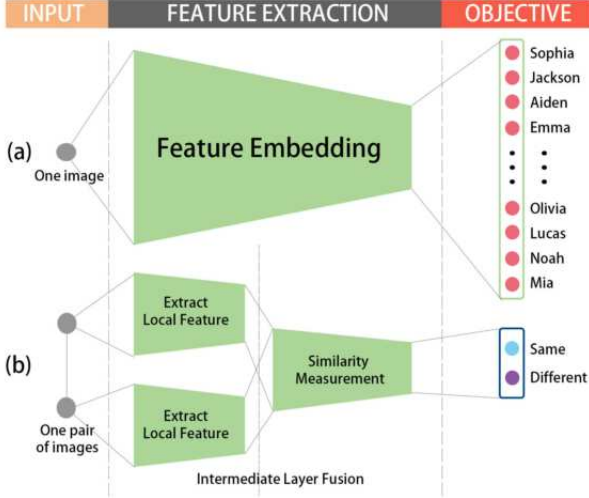 INPUT
FEATURE EXTRACTION
OBJECTIVE
(a)
One image
Feature Embedding
Sophia
Jackson
Aiden
Emma
Olivia
Lucas
Noah
Mia
(b)
One pair
of images
Extract
Local Feature
Extract
Local Feature
Similarity
Measurement
Same
Different
Intermediate Layer Fusion